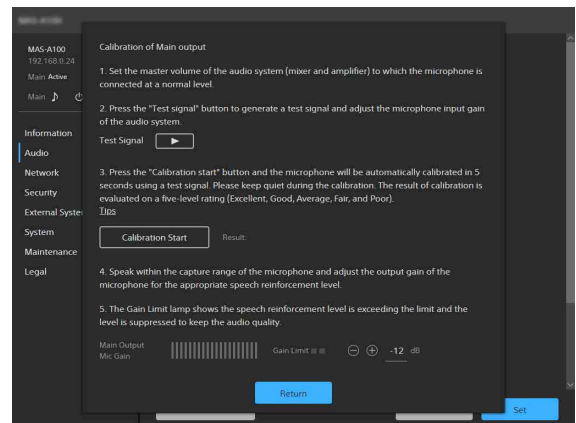 MAS-A100
Calibration of Main output
MAS-A100
192.168.0.24
Main Active
Main
1. Set the master volume of the audio system (mixer and amplifier) to which the microphone is
connected at a normal level.
2. Press the "Test signal" button to generate a test signal and adjust the microphone input gain
of the audio system.
Test Signal
Information
Audio
Network
Security
External Syste
System
Maintenance
Legal
3. Press the "Calibration start" button and the microphone will be automatically calibrated in 5
seconds using a test signal. Please keep quiet during the calibration. The result of calibration is
evaluated on a five-level rating (Excellent, Good, Average, Fair, and Poor).
Tips
Calibration Start
Result:
4. Speak within the capture range of the microphone and adjust the output gain of the
microphone for the appropriate speech reinforcement level.
5. The Gain Limit lamp shows the speech reinforcement level is exceeding the limit and the
level is suppressed to keep the audio quality.
Main Output
Mic Gain
Gain Limit
-12 dB
Return
Set